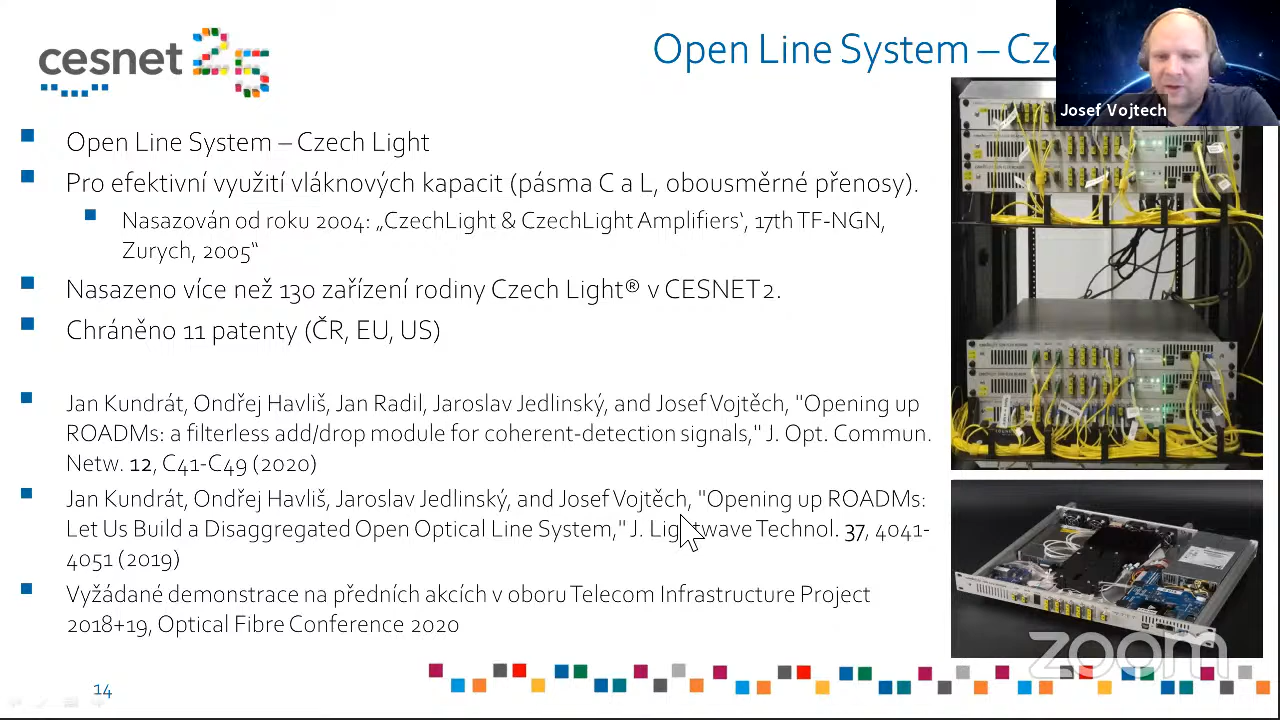 cesnet 25
Open Line System – Cze
Josef Vojtech
Open Line System – Czech Light
Pro efektivní využití vláknových kapacit (pásma C a L, obousměrné přenosy).
Nasazován od roku 2004: „CzechLight & CzechLight Amplifiers‘, 17th TF-NGN,
Zurych, 2005“
Nasazeno více než 130 zařízení rodiny Czech Light® v CESNET2.
Chráněno 11 patenty (ČR, EU, US)
Jan Kundrát, Ondřej Havliš, Jan Radil, Jaroslav Jedlinský, and Josef Vojtěch, "Opening up
ROADMs: a filterless add/drop module for coherent-detection signals," J. Opt. Commun.
Netw. 12, C41-C49 (2020)
Jan Kundrát, Ondřej Havliš, Jaroslav Jedlinský, and Josef Vojtěch, "Opening up ROADMs:
Let Us Build a Disaggregated Open Optical Line System," J. Lightwave Technol. 37, 4041-
4051 (2019)
Vyžádané demonstrace na předních akcích v oboru Telecom Infrastructure Project
2018+19, Optical Fibre Conference 2020
zoom
14